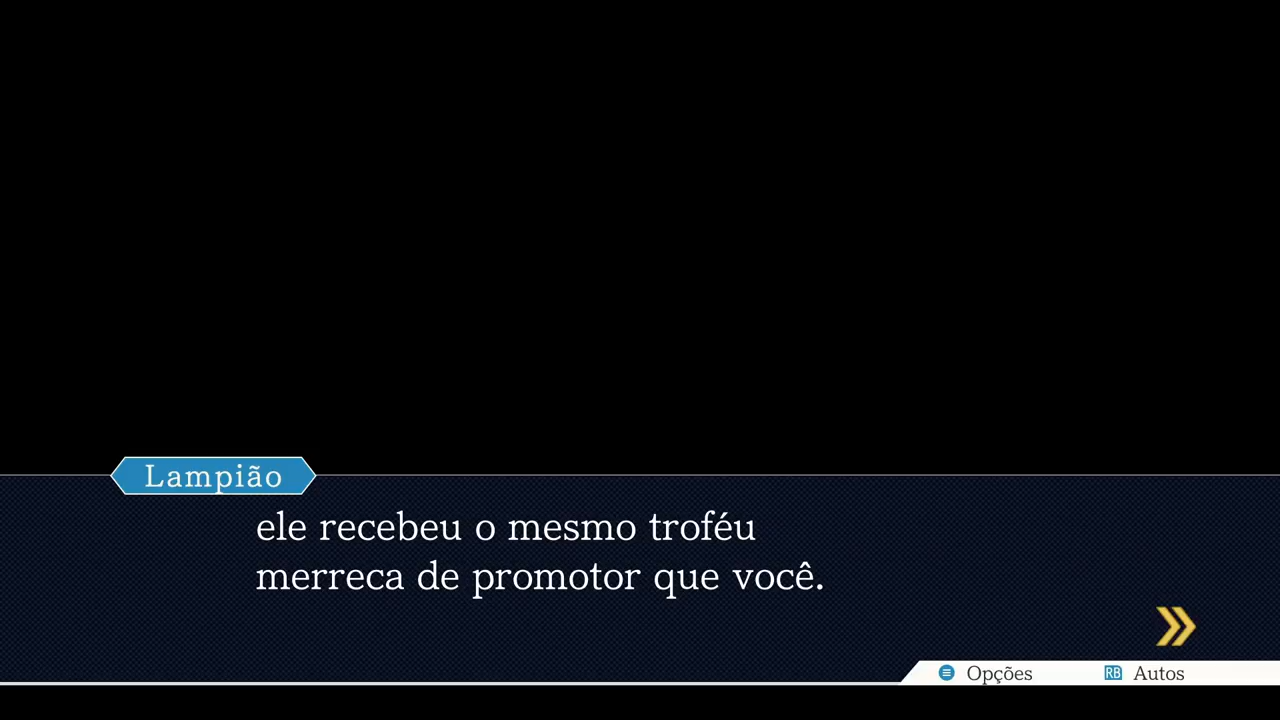 Lampião
ele recebeu o mesmo troféu
merreca de promotor que você.
Opções RB Autos